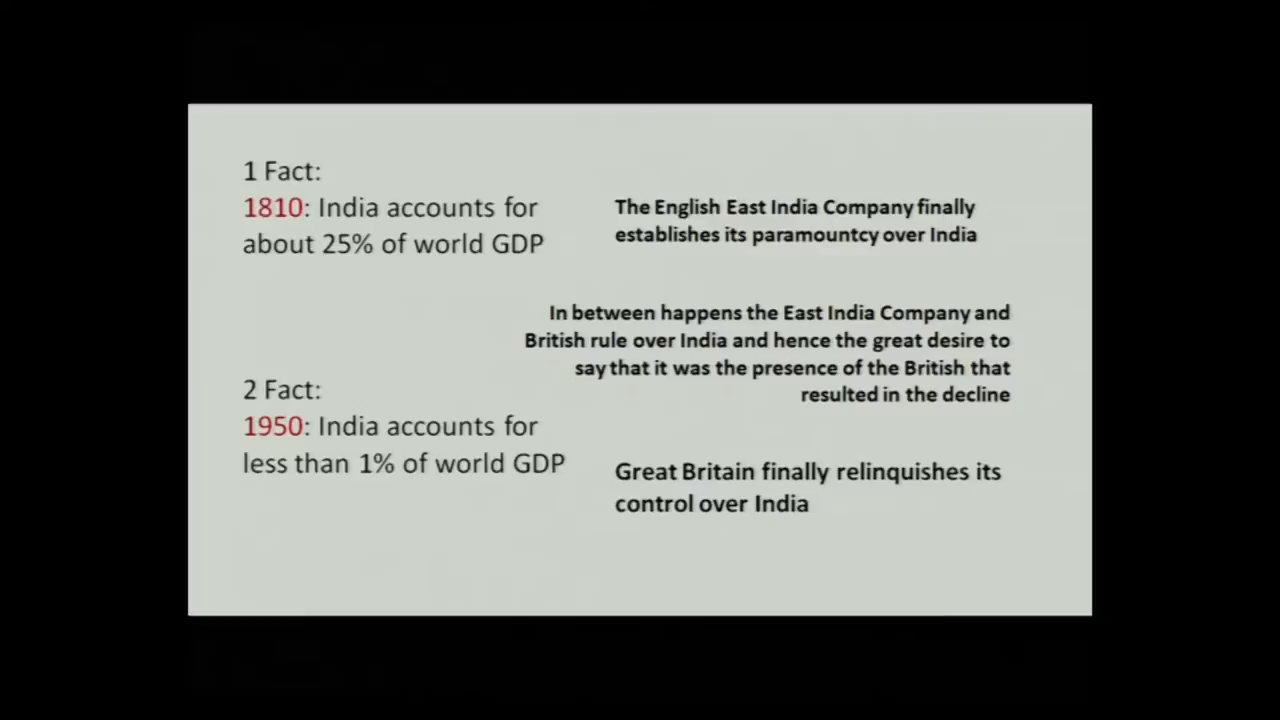 1 Fact:
1810: India accounts for
about 25% of world GDP
The English East India Company finally
establishes its paramountcy over India
In between happens the East India Company and
British rule over India and hence the great desire to
say that it was the presence of the British that
resulted in the decline
2 Fact:
1950: India accounts for
less than 1% of world GDP
Great Britain finally relinquishes its
control over India